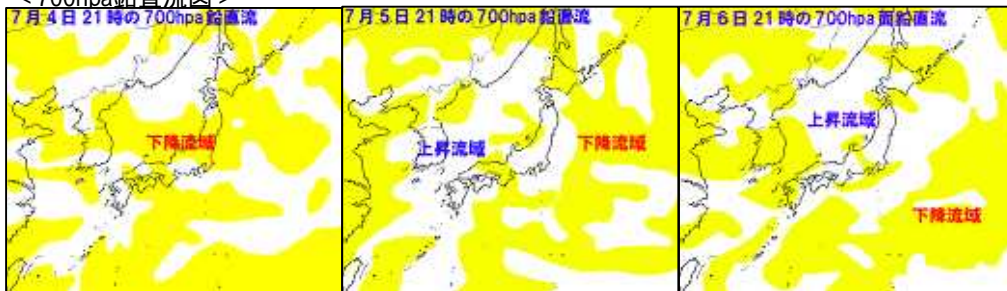 <700hpa鉛直流図>
7月4日21時の700hpa鉛直流
下降流域
7月5日21時の700hpa鉛直流
上昇流域
下降流域
7月6日21時の700hpa面鉛直流
上昇流域
下降流域